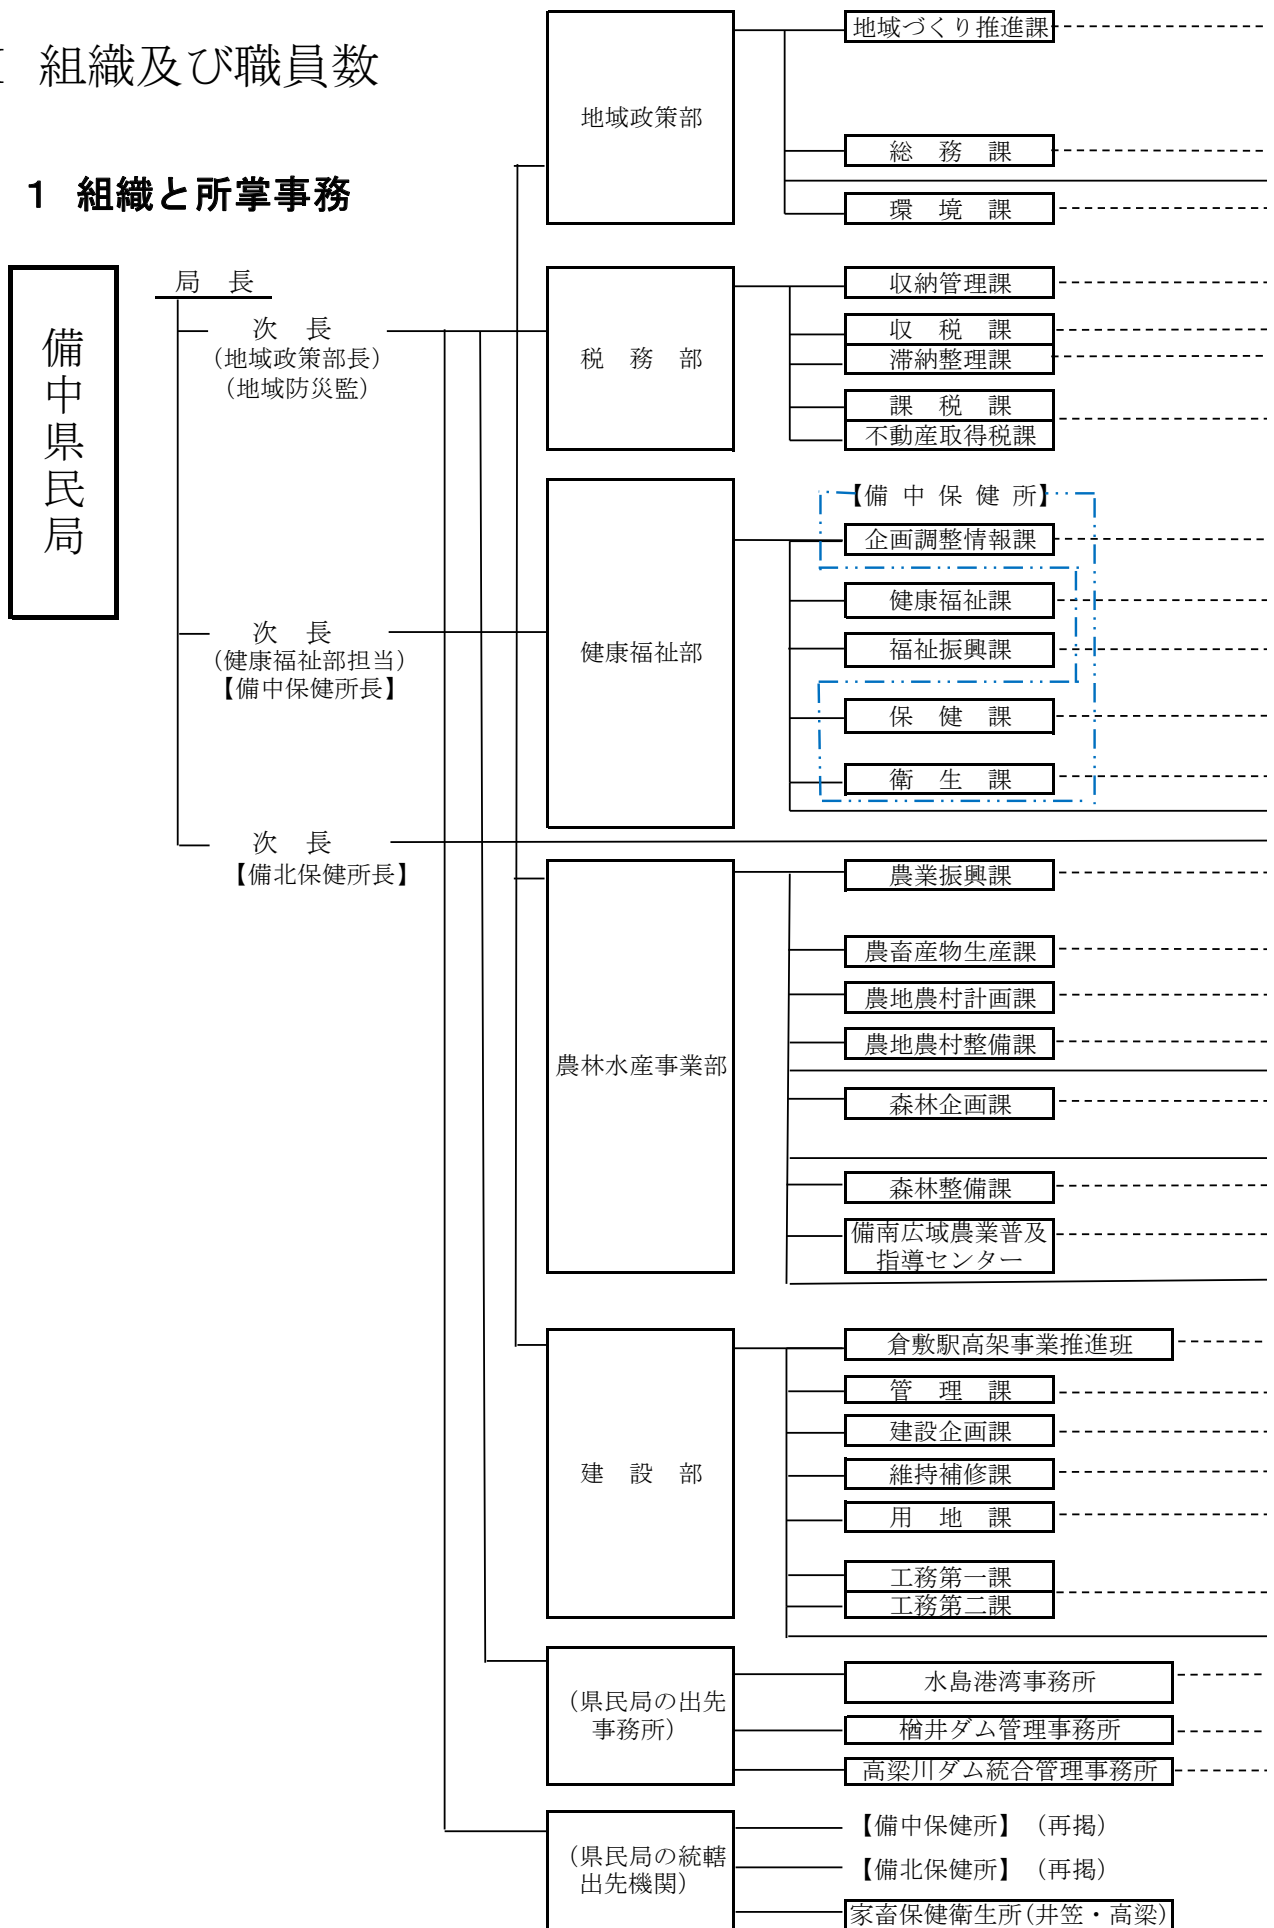 組織及び職員数
1 組織と所掌事務
備中県民局
局 長
次 長
(地域政策部長)
(地域防災監)
次 長
(健康福祉部担当)
【備中保健所長】
次 長
【備北保健所長】
地域政策部
地域づくり推進課
総 務 課
環 境 課
税 務 部
収納管理課
収 税 課
滞納整理課
課 税 課
不動産取得税課
健康福祉部
【備 中 保 健 所】
企画調整情報課
健康福祉課
福祉振興課
保 健 課
衛 生 課
農林水産事業部
農業振興課
農畜産物生産課
農地農村計画課
農地農村整備課
森林企画課
森林整備課
備南広域農業普及
指導センター
建 設 部
倉敷駅高架事業推進班
管 理 課
建設企画課
維持補修課
用 地 課
工務第一課
工務第二課
(県民局の出先
事務所)
水島港湾事務所
楢井ダム管理事務所
高梁川ダム統合管理事務所
(県民局の統轄
出先機関)
【備中保健所】 (再掲)
【備北保健所】 (再掲)
家畜保健衛生所(井笠・高梁)